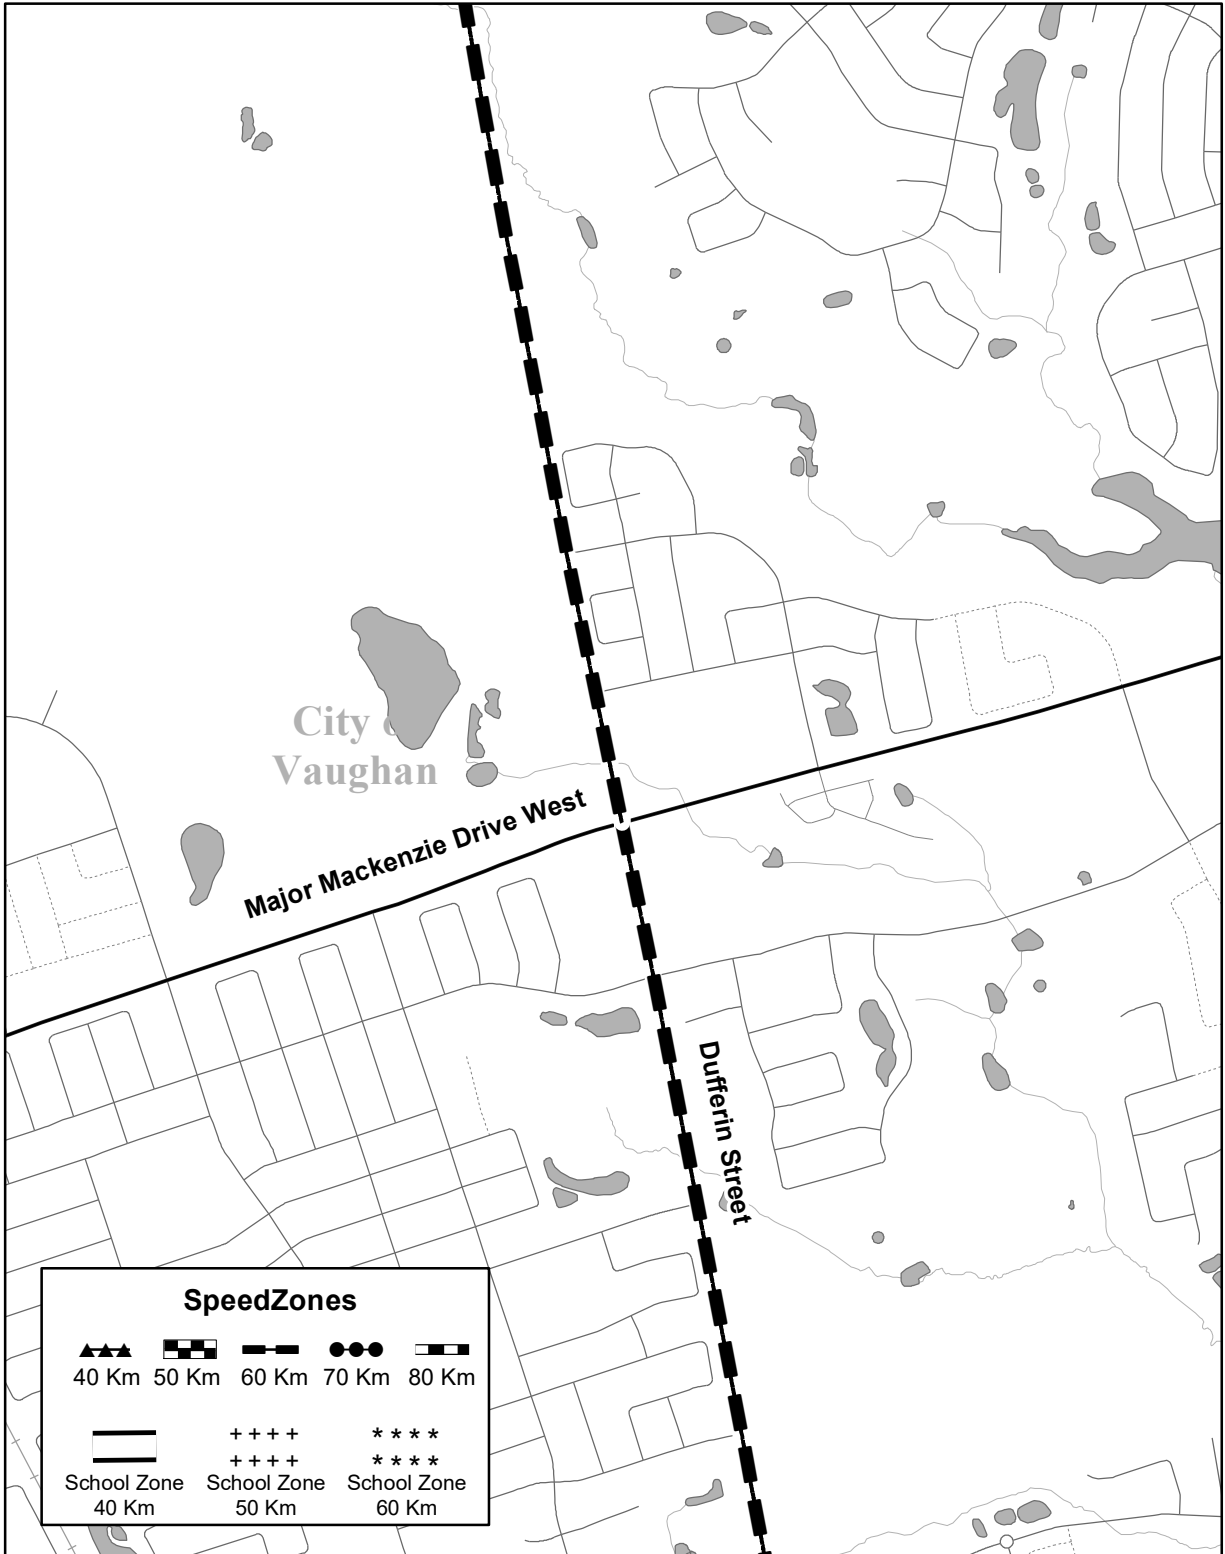 City o
Vaughan
Major Mackenzie Drive West
Dufferin Street
SpeedZones
40 Km 50 Km 60 Km 70 Km 80 Km
School Zone School Zone School Zone
40 Km 50 Km 60 Km